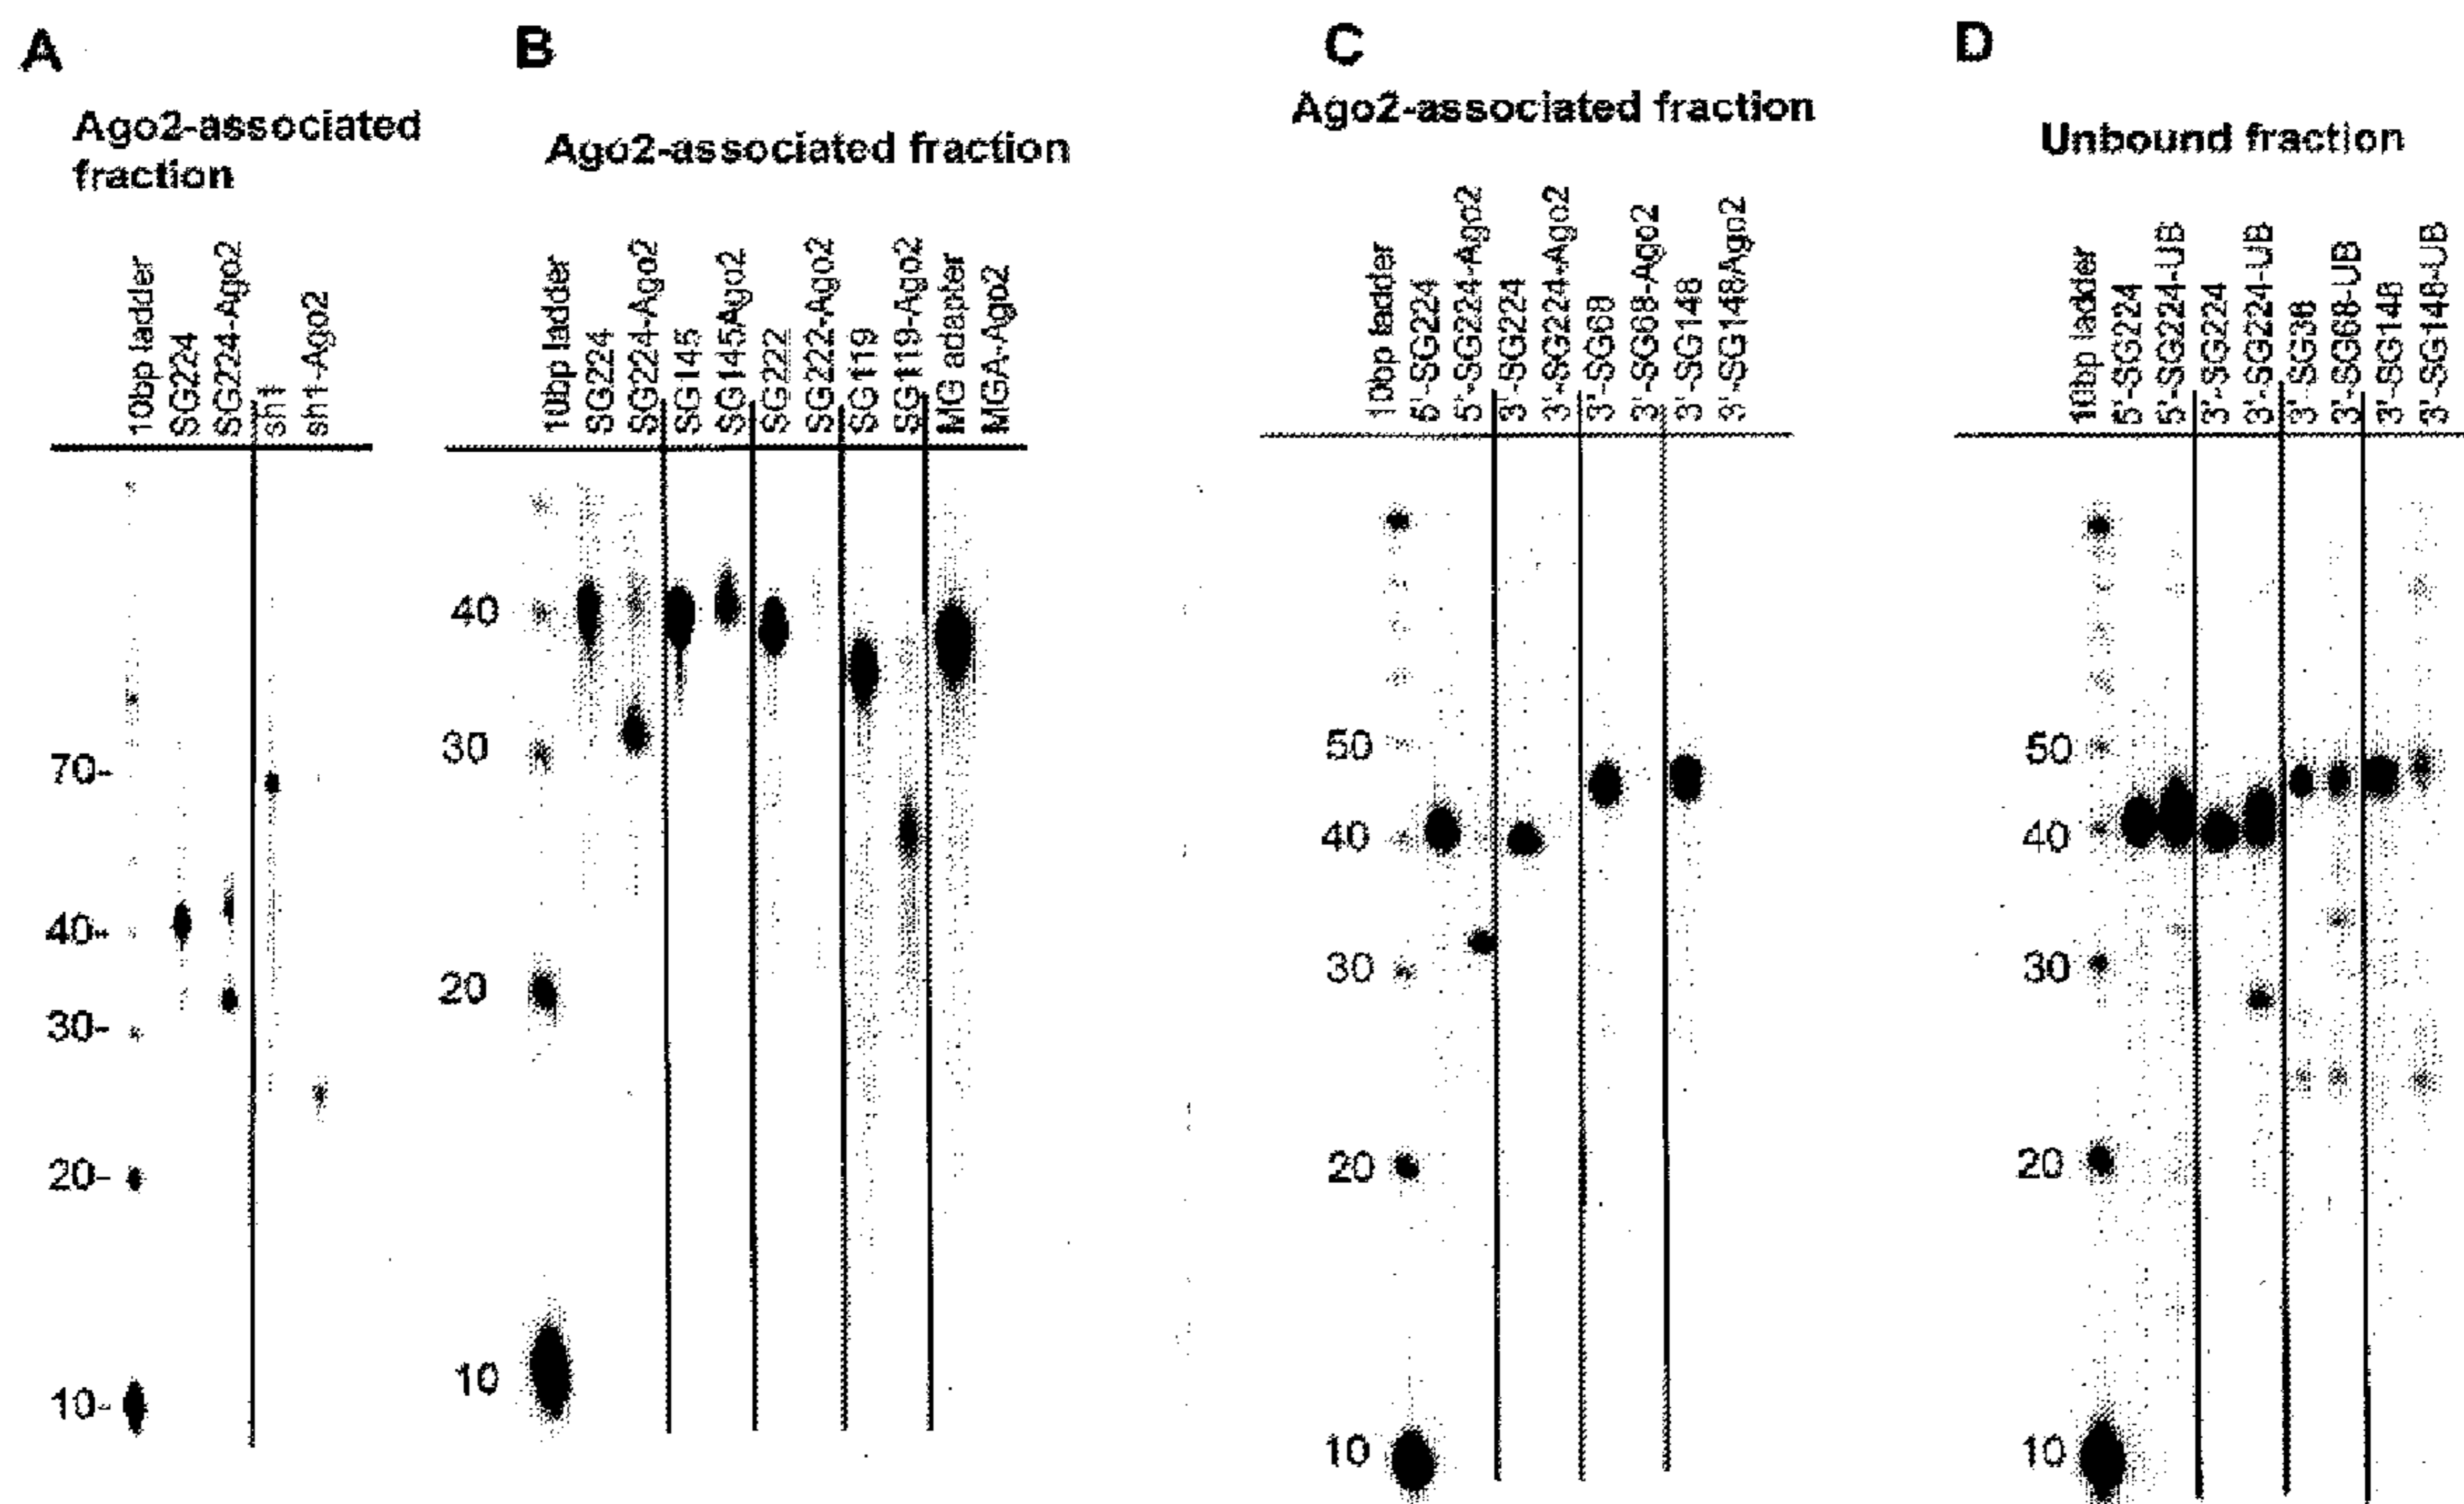 A
Ago2-associated
fraction
10bp ladder
SG224
SG224-Ago2
sh1
sh1-Ago2
70-
40-
30-
20-
10-
B
Ago2-associated fraction
10bp ladder
SG224
SG224-Ago2
SG145
SG145Ago2
SG222
SG222-Ago2
SG119
SG119-Ago2
MG adapter
MGA-Ago2
40
30
20
10
C
Ago2-associated fraction
10bp ladder
5'-SG224
5'-SG224-Ago2
3'-SG224
3'-SG224-Ago2
3'-SG68
3'-SG68-Ago2
3'-SG148
3'-SG148Ago2
50
40
30
20
10
D
Unbound fraction
10bp ladder
5'-SG224
5'-SG224-UB
3'-SG224
3'-SG224-UB
3'-SG38
3'-SG68-UB
3'-SG148
3'-SG148-UB
50
40
30
20
10